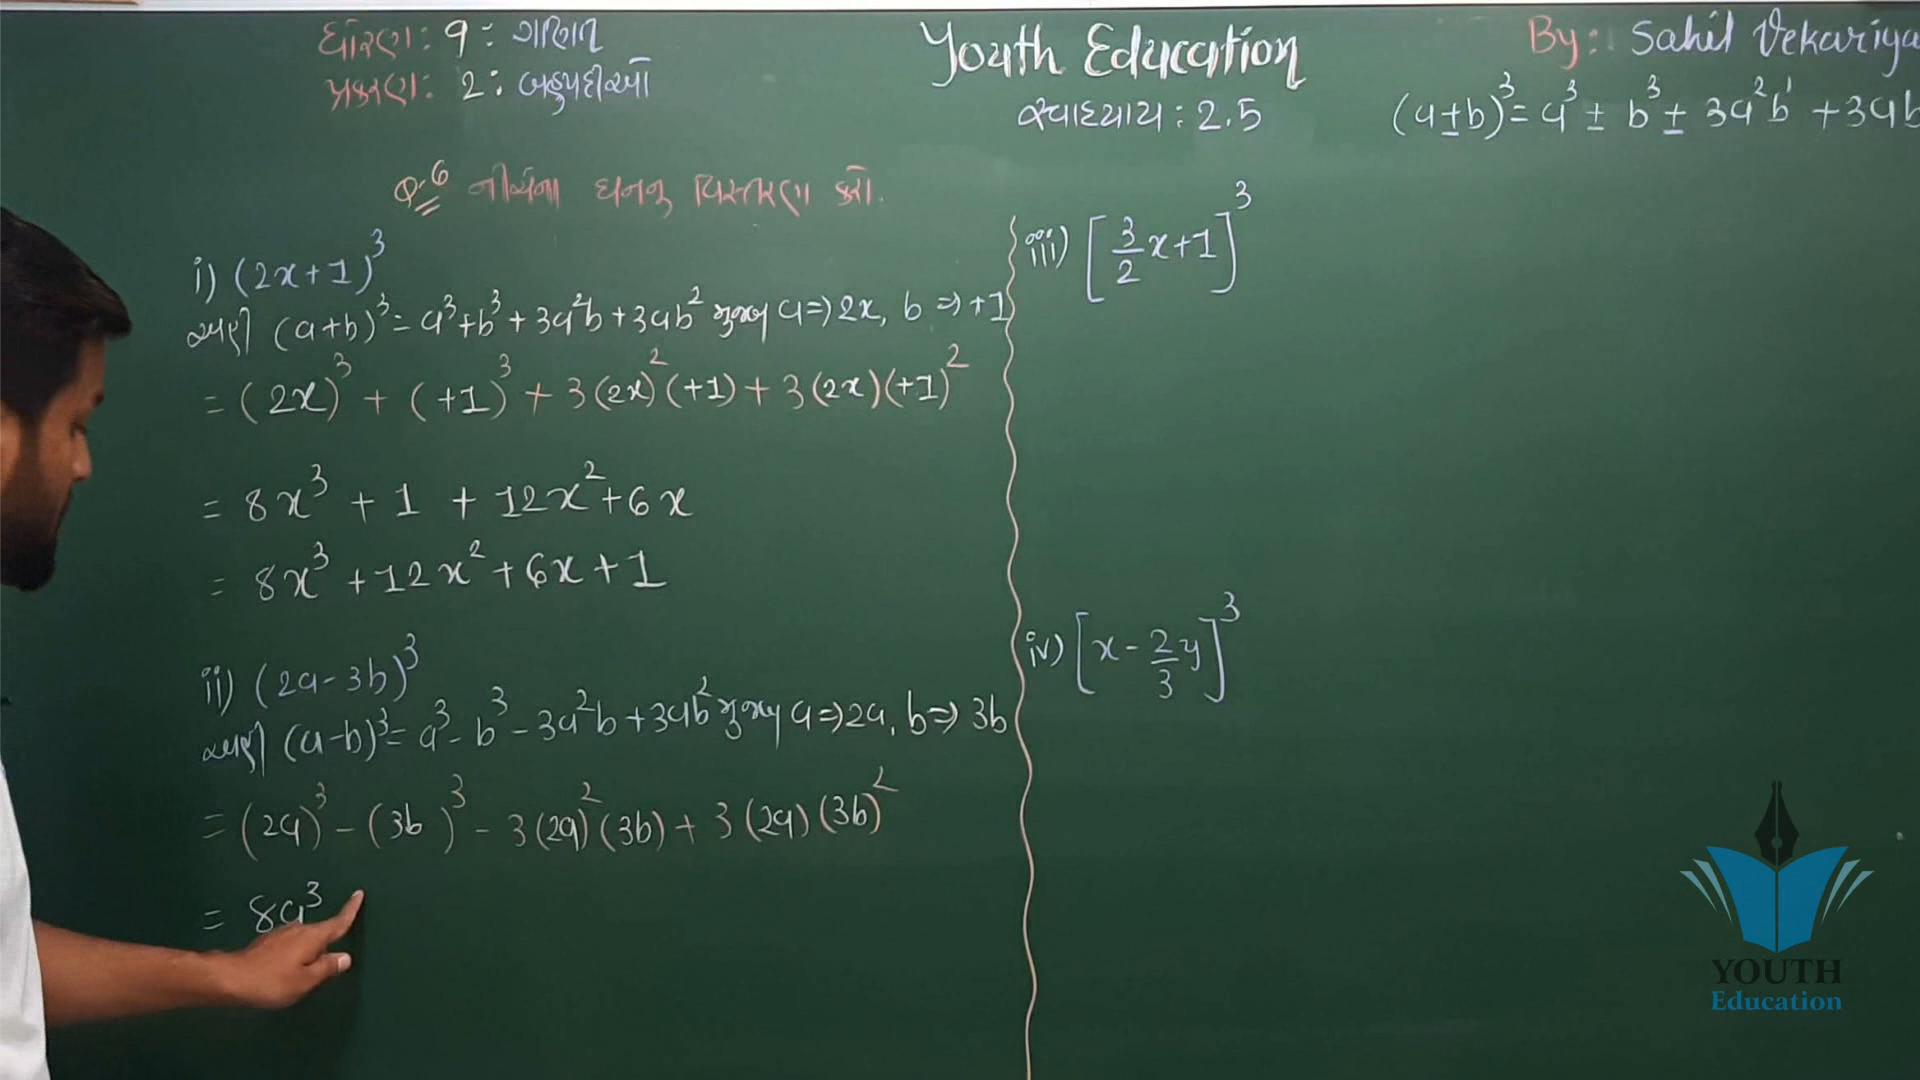 ધોરણ : 9 : ગણિત
પ્રકરણ : 2 : બહુપદીઓ
Youth Education
સ્વાધ્યાય : 2.5
By : Sahil Vekariya
(a±b)³= a³ ± b³ ± 3a²b¹ +3ab
Q.6 નીચેના ઘનનું વિસ્તરણ કરો.
i) (2x+1)³
અહી (a+b)³= a³+b³+3a²b+3ab² મુજબ a⇒2x, b ⇒+1
= (2x)³ + (+1)³ + 3(2x)²(+1) + 3(2x)(+1)²
= 8x³ + 1 + 12x²+6x
= 8x³ +12x² +6x+1
ii) (2a-3b)³
અહી (a-b)³= a³-b³-3a²b+3ab² મુજબ a⇒2a, b⇒ 3b
= (2a)³ - (3b)³ - 3(2a)²(3b) + 3(2a)(3b)²
= 8a³
iii) [3/2 x+1]³
iv) [x - 2/3 y]³
YOUTH
Education